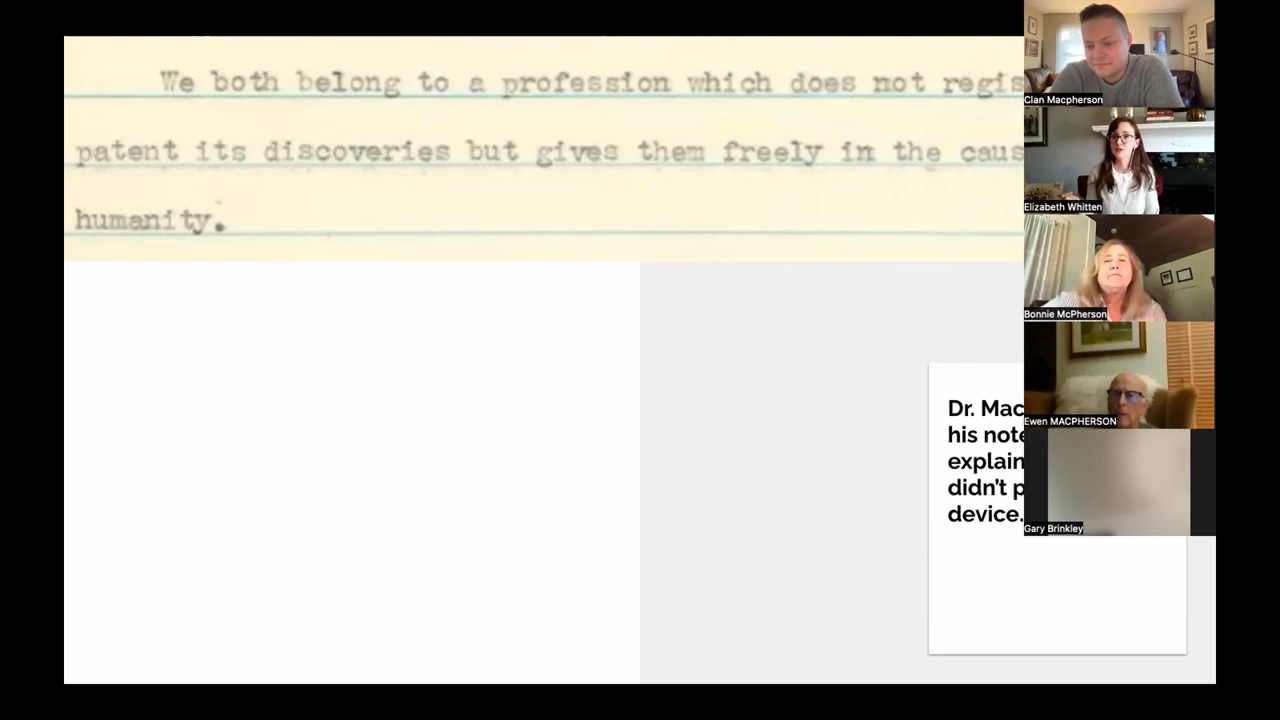 We both belong to a profession which does not regis
patent its discoveries but gives them freely in the caus
humanity.
Dr. Mac
his note
explain
didn't p
device.
Clan Macpherson
Elizabeth Whitten
Bonnie McPherson
Ewen MACPHERSON
Gary Brinkley